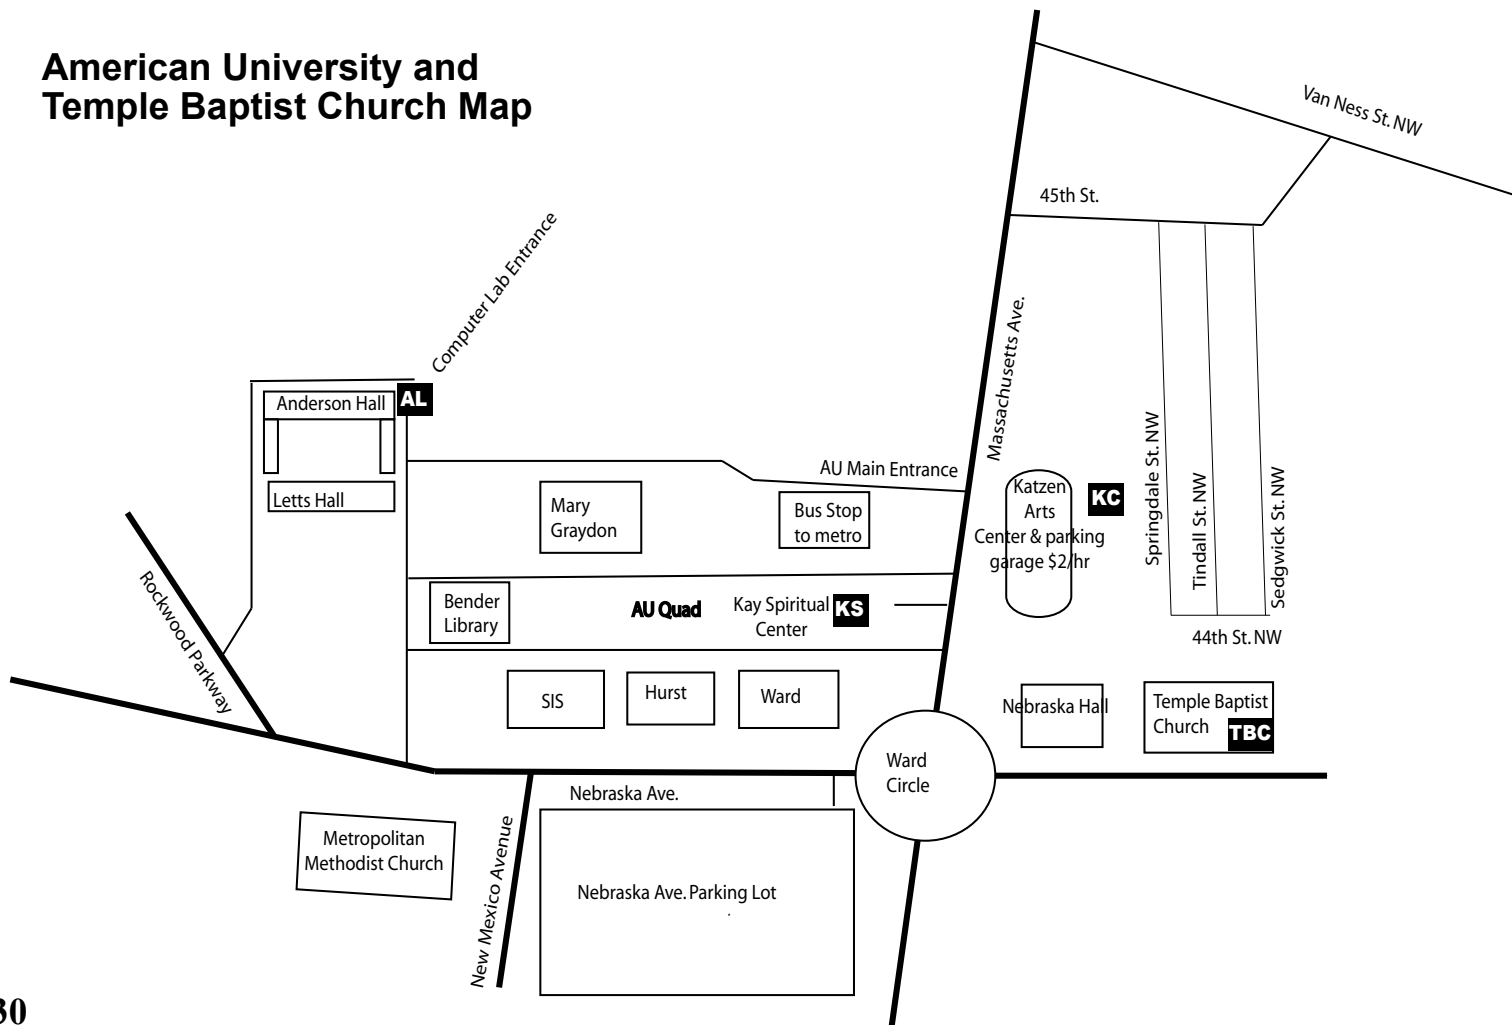 American University and
Temple Baptist Church Map
Van Ness St. NW
45th St.
Computer Lab Entrance
Massachusetts Ave.
Anderson Hall
AL
Letts Hall
AU Main Entrance
Mary
Graydon
Bus Stop
to metro
Katzen
Arts
Center & parking
garage $2/hr
KC
Springdale St. NW
Tindall St. NW
Sedgwick St. NW
Rockwood Parkway
Bender
Library
AU Quad
Kay Spiritual
Center
KS
44th St. NW
SIS
Hurst
Ward
Nebraska Hall
Temple Baptist
Church
TBC
Ward
Circle
Nebraska Ave.
Metropolitan
Methodist Church
New Mexico Avenue
Nebraska Ave. Parking Lot
30